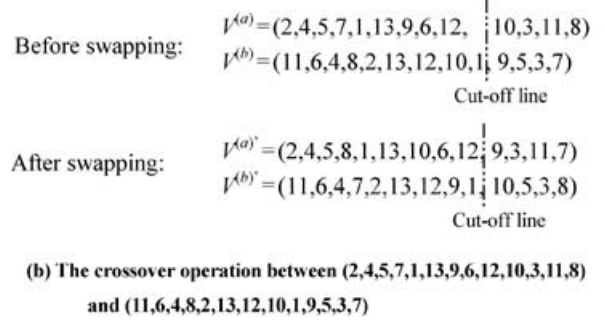 Before swapping:
V(a)=(2,4,5,7,1,13,9,6,12, 10,3,11,8)
V(b)=(11,6,4,8,2,13,12,10,1, 9,5,3,7)
Cut-off line
After swapping:
V(a)'=(2,4,5,8,1,13,10,6,12, 9,3,11,7)
V(b)'=(11,6,4,7,2,13,12,9,1, 10,5,3,8)
Cut-off line
(b) The crossover operation between (2,4,5,7,1,13,9,6,12,10,3,11,8)
and (11,6,4,8,2,13,12,10,1,9,5,3,7)